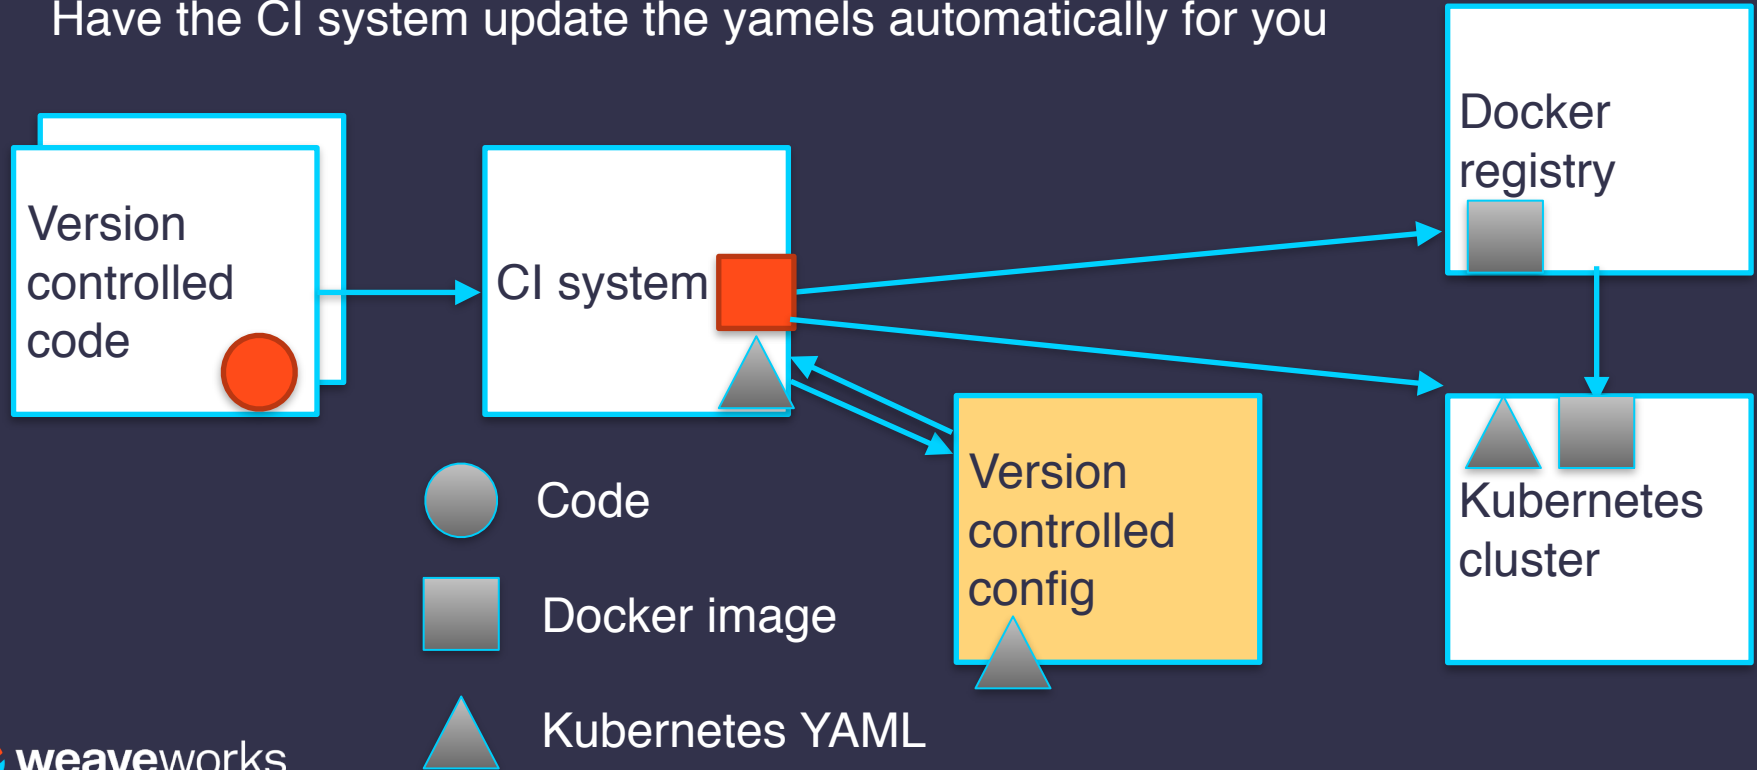 Have the CI system update the yamels automatically for you
Docker
registry
Version
controlled
code
CI system
Version
controlled
config
Kubernetes
cluster
Code
Docker image
Kubernetes YAML
weaveworks